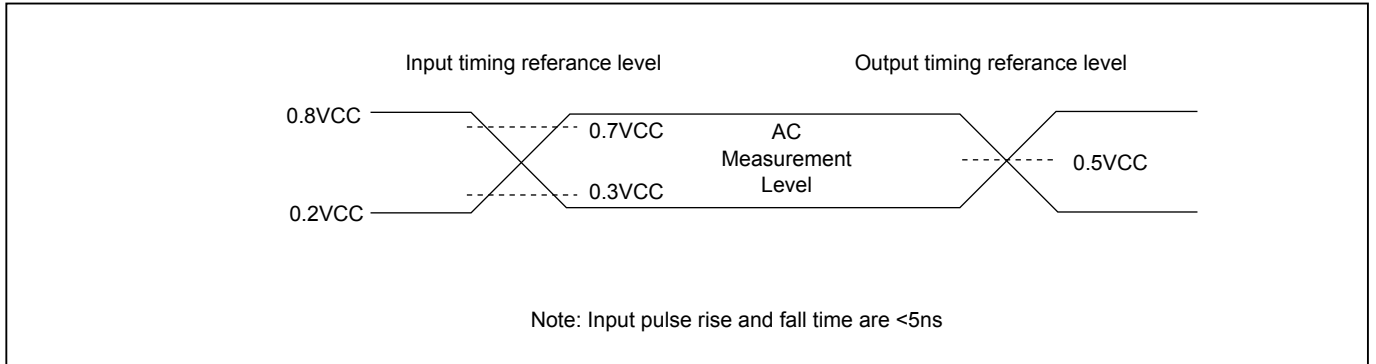 Input timing referance level
Output timing referance level
0.8VCC
0.7VCC
AC
Measurement
Level
0.5VCC
0.3VCC
0.2VCC
Note: Input pulse rise and fall time are <5ns